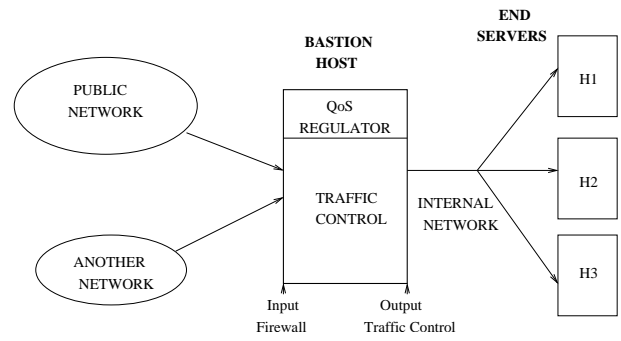 END
SERVERS
BASTION
HOST
PUBLIC
NETWORK
QoS
REGULATOR
H1
TRAFFIC
CONTROL
INTERNAL
NETWORK
H2
ANOTHER
NETWORK
H3
Input
Firewall
Output
Traffic Control